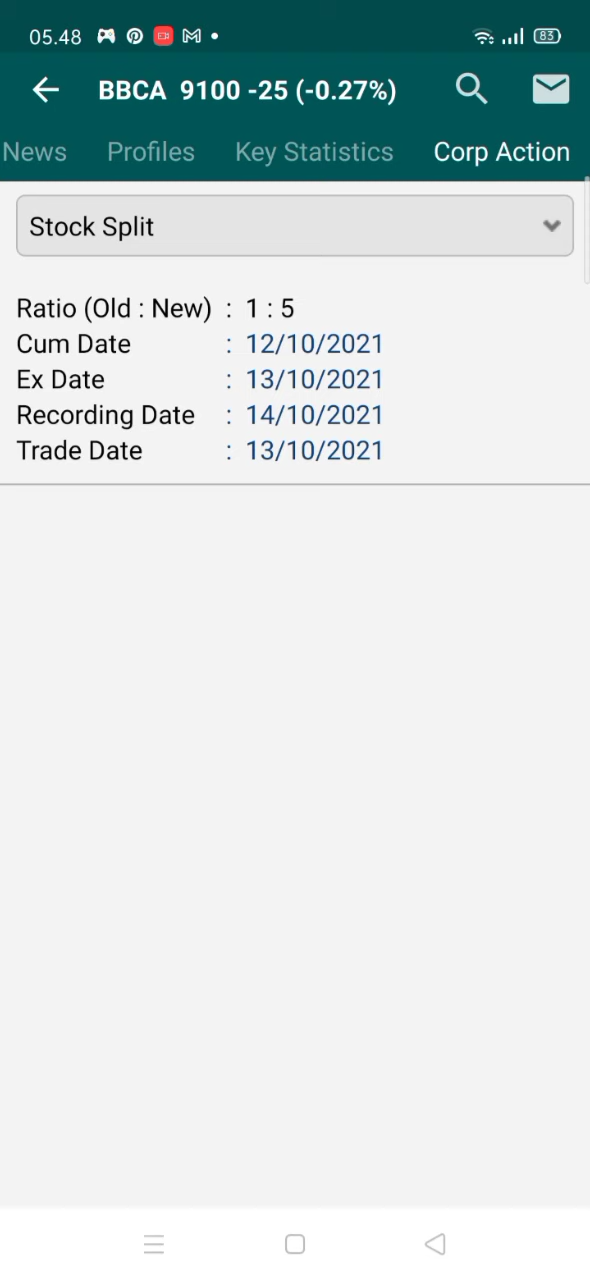 05.48 83
BBCA 9100 -25 (-0.27%)
News Profiles Key Statistics Corp Action
Stock Split
Ratio (Old : New) : 1 : 5
Cum Date : 12/10/2021
Ex Date : 13/10/2021
Recording Date : 14/10/2021
Trade Date : 13/10/2021